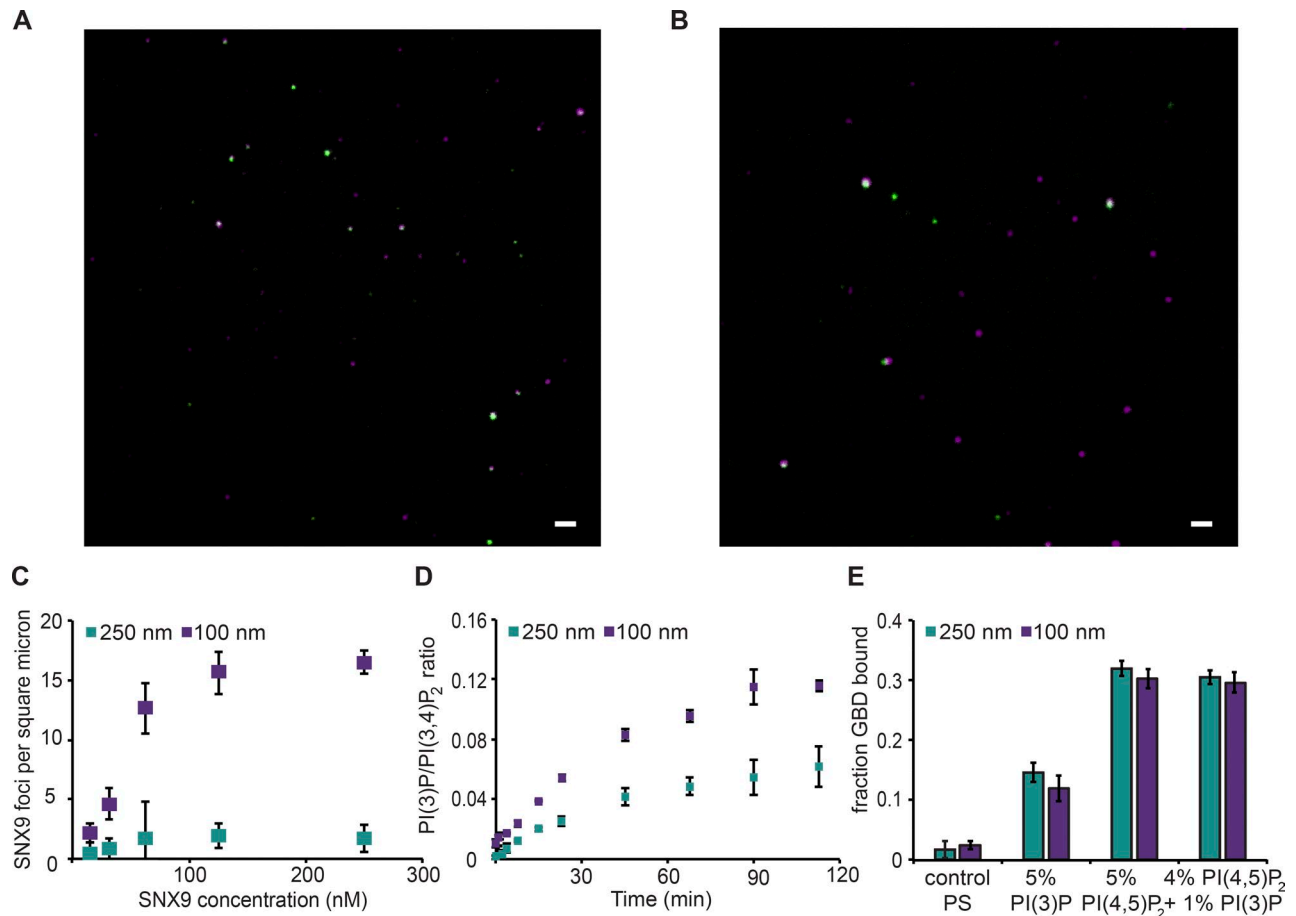 A
B
C
250 nm 100 nm
SNX9 foci per square micron
20
15
10
5
0
100 200 300
SNX9 concentration (nM)
D
250 nm 100 nm
PI(3)P/PI(3,4)P2 ratio
0.16
0.12
0.08
0.04
0
30 60 90 120
Time (min)
E
250 nm 100 nm
fraction GBD bound
0.4
0.3
0.2
0.1
0
control 5% 5% 4% PI(4,5)P2
PS PI(3)P PI(4,5)P2 + 1% PI(3)P